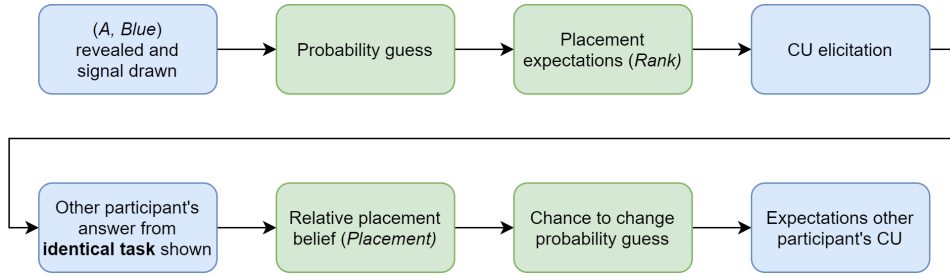 (A, Blue)
revealed and
signal drawn
Probability guess
Placement
expectations (Rank)
CU elicitation
Other participant's
answer from
identical task shown
Relative placement
belief (Placement)
Chance to change
probability guess
Expectations other
participant's CU